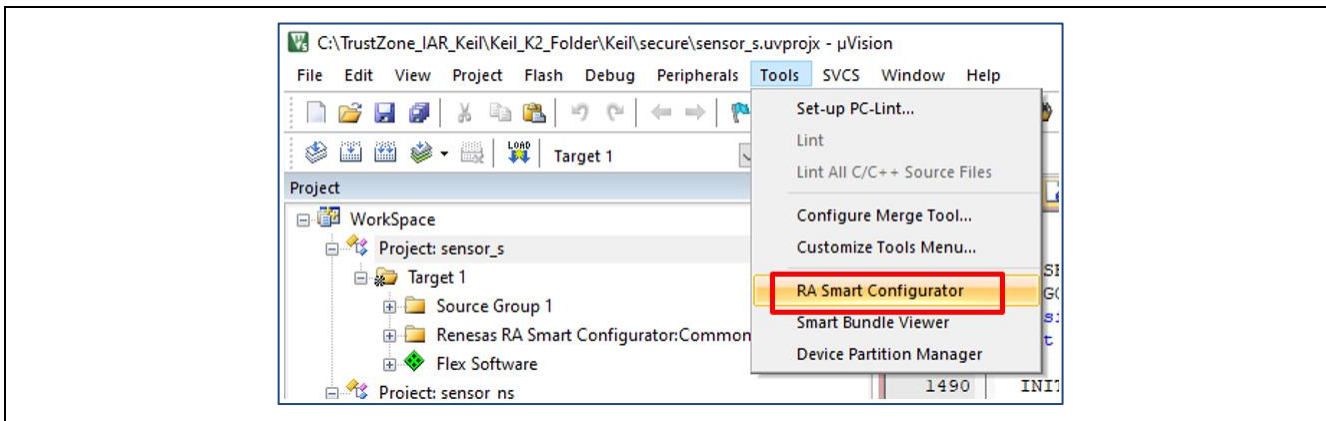 C:\TrustZone_IAR_Keil\Keil_K2_Folder\Keil\secure\sensor_s.uvprojx - µVision
File Edit View Project Flash Debug Peripherals Tools SVCS Window Help
Set-up PC-Lint...
Lint
LOAD Target 1
Lint All C/C++ Source Files
Project
WorkSpace
Configure Merge Tool...
Project: sensor_s
Customize Tools Menu...
Target 1
RA Smart Configurator
Source Group 1
Smart Bundle Viewer
Renesas RA Smart Configurator:Common
Device Partition Manager
Flex Software
1490
Project: sensor_ns